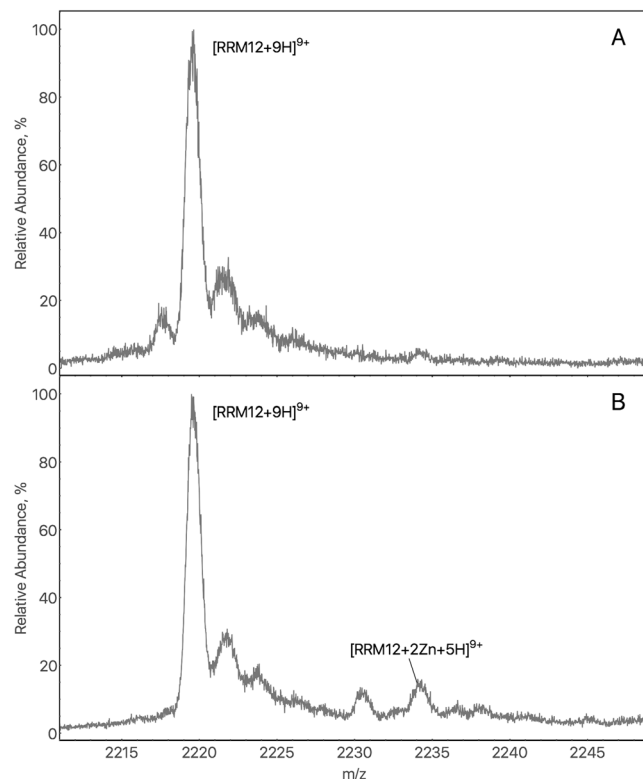 A
[RRM12+9H]⁹⁺
100
80
60
40
20
0
Relative Abundance, %
B
[RRM12+9H]⁹⁺
[RRM12+2Zn+5H]⁹⁺
100
80
60
40
20
0
Relative Abundance, %
2215 2220 2225 2230 2235 2240 2245
m/z